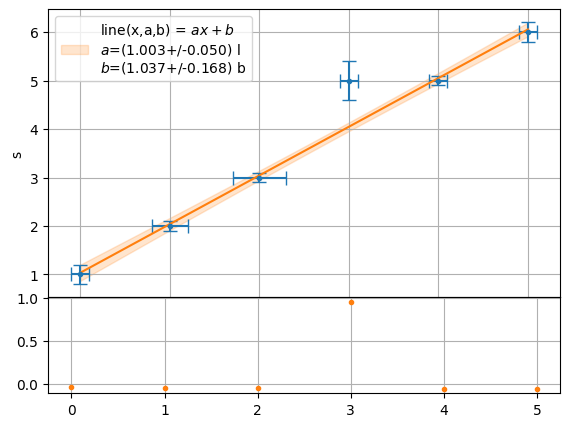 line(x,a,b) = ax + b
a=(1.003+/-0.050) l
b=(1.037+/-0.168) b
s
6
5
4
3
2
1
1.0
0.5
0.0
0 1 2 3 4 5